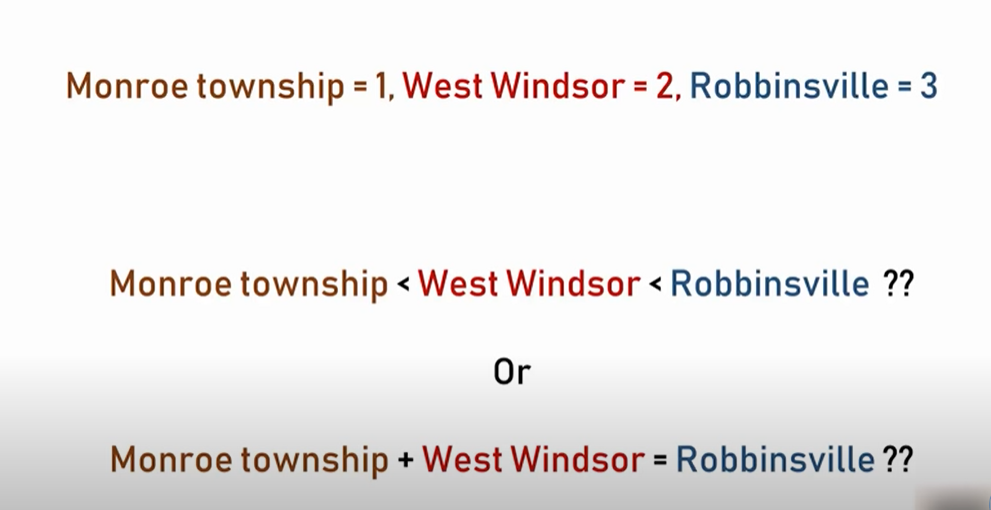 Monroe township = 1, West Windsor = 2, Robbinsville = 3
Monroe township < West Windsor < Robbinsville ??
Or
Monroe township + West Windsor = Robbinsville ??